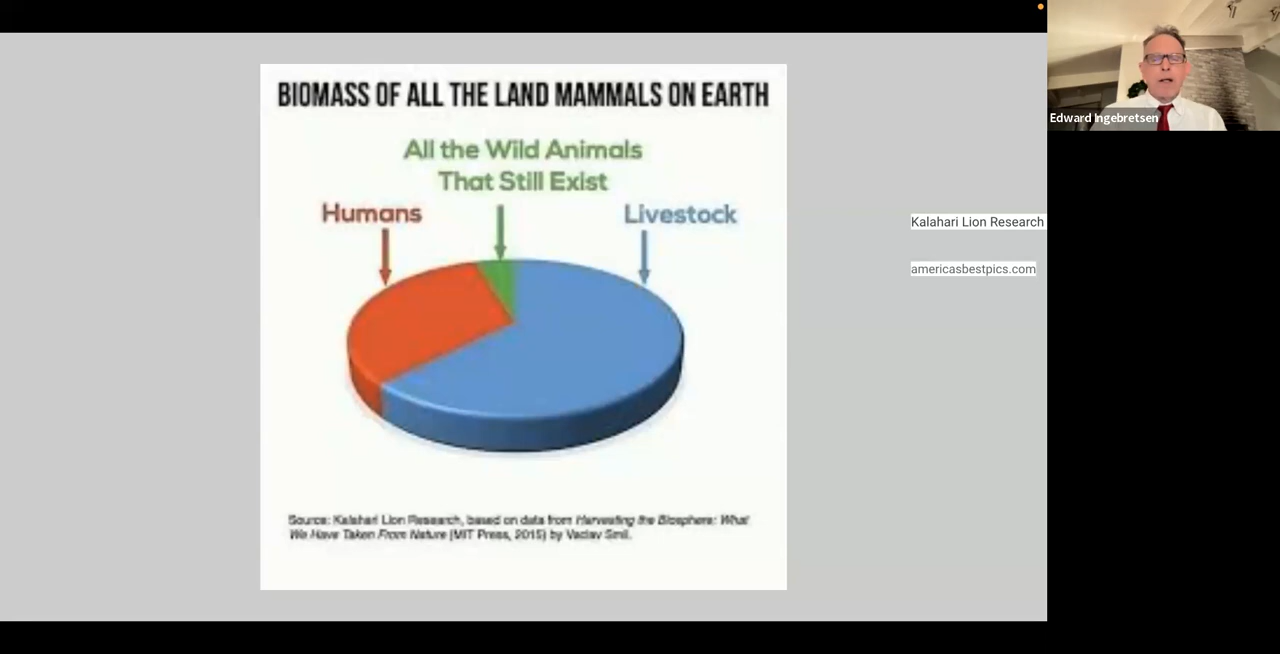 BIOMASS OF ALL THE LAND MAMMALS ON EARTH
All the Wild Animals
That Still Exist
Humans
Livestock
Source: Kalahari Lion Research, based on data from Harvesting the Biosphere: What
We Have Taken From Nature (MIT Press, 2015) by Vaclav Smil.
Kalahari Lion Research
americasbestpics.com
Edward Ingebretsen